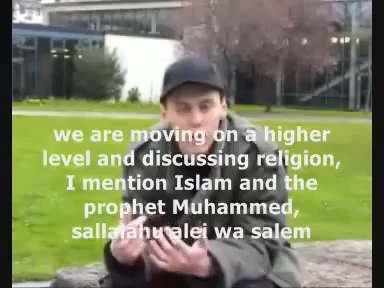 we are moving on a higher
level and discussing religion,
I mention Islam and the
prophet Muhammed,
sallalahu alei wa salem